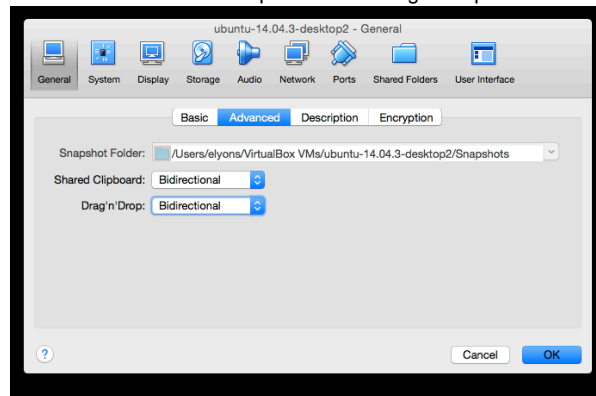 ubuntu-14.04.3-desktop2 - General
General System Display Storage Audio Network Ports Shared Folders User Interface
Basic Advanced Description Encryption
Snapshot Folder: /Users/elyons/VirtualBox VMs/ubuntu-14.04.3-desktop2/Snapshots
Shared Clipboard: Bidirectional
Drag'n'Drop: Bidirectional
? Cancel OK